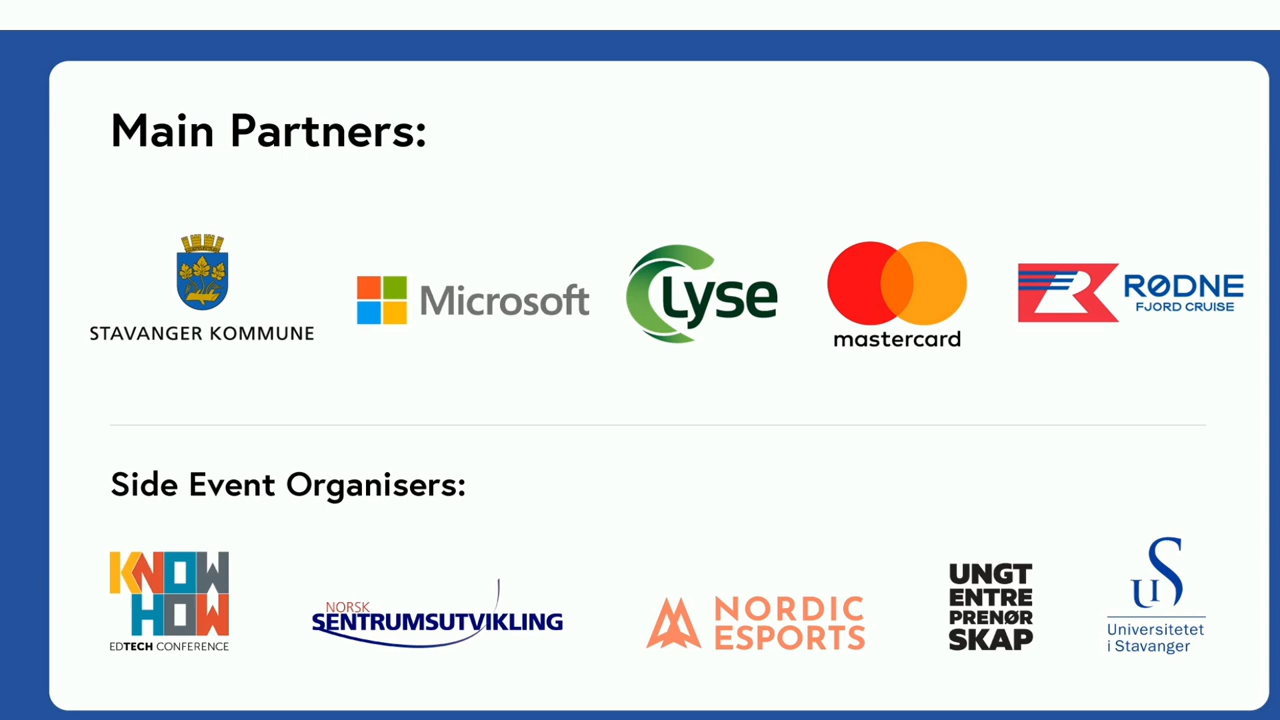 Main Partners:
STAVANGER KOMMUNE
Microsoft
Lyse
mastercard
RØDNE
FJORD CRUISE
Side Event Organisers:
KNOW
HOW
EDTECH CONFERENCE
NORSK
SENTRUMSUTVIKLING
NORDIC
ESPORTS
UNGT
ENTRE
PRENØR
SKAP
uS
Universitetet
i Stavanger